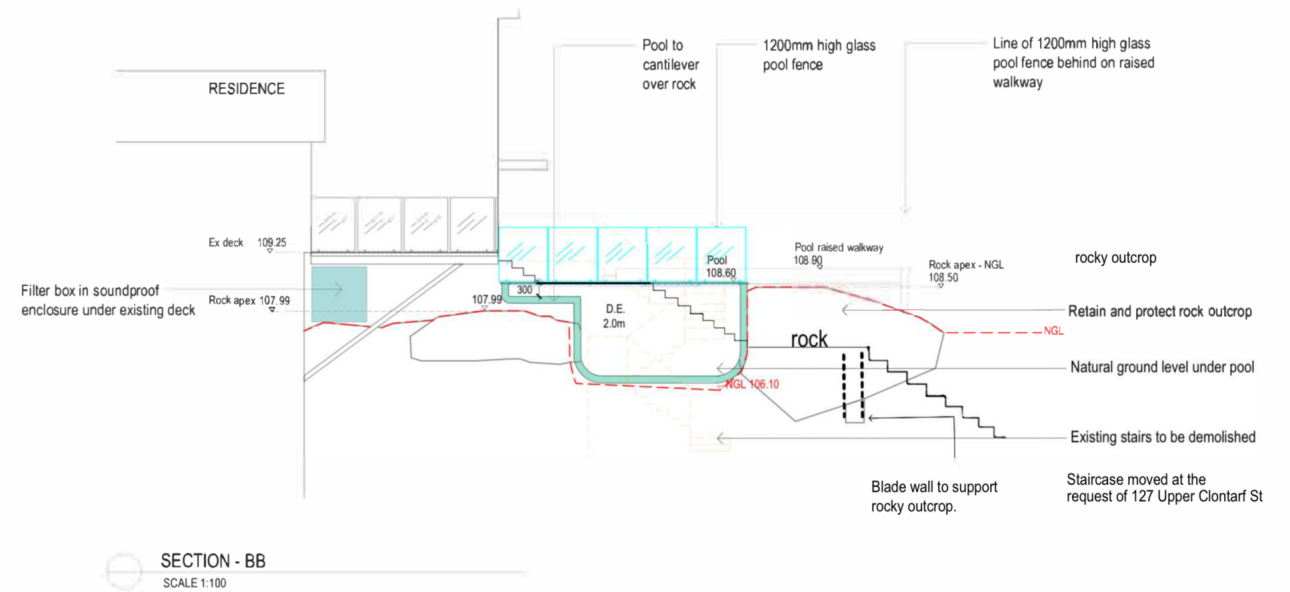 Pool to
cantilever
over rock
1200mm high glass
pool fence
Line of 1200mm high glass
pool fence behind on raised
walkway
RESIDENCE
Ex deck 109.25
Pool
108.60
Pool raised walkway
108.90
Rock apex - NGL
108.50
rocky outcrop
Filter box in soundproof
enclosure under existing deck
Rock apex 107.99
107.99
300
D.E.
2.0m
Retain and protect rock outcrop
NGL
rock
Natural ground level under pool
NGL 106.10
Existing stairs to be demolished
Blade wall to support
rocky outcrop.
Staircase moved at the
request of 127 Upper Clontarf St
SECTION - BB
SCALE 1:100